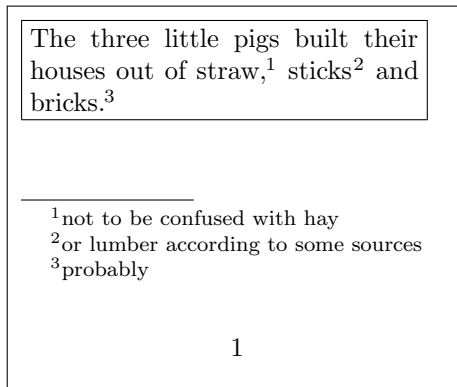 The three little pigs built their
houses out of straw,¹ sticks² and
bricks.³
¹not to be confused with hay
²or lumber according to some sources
³probably
1